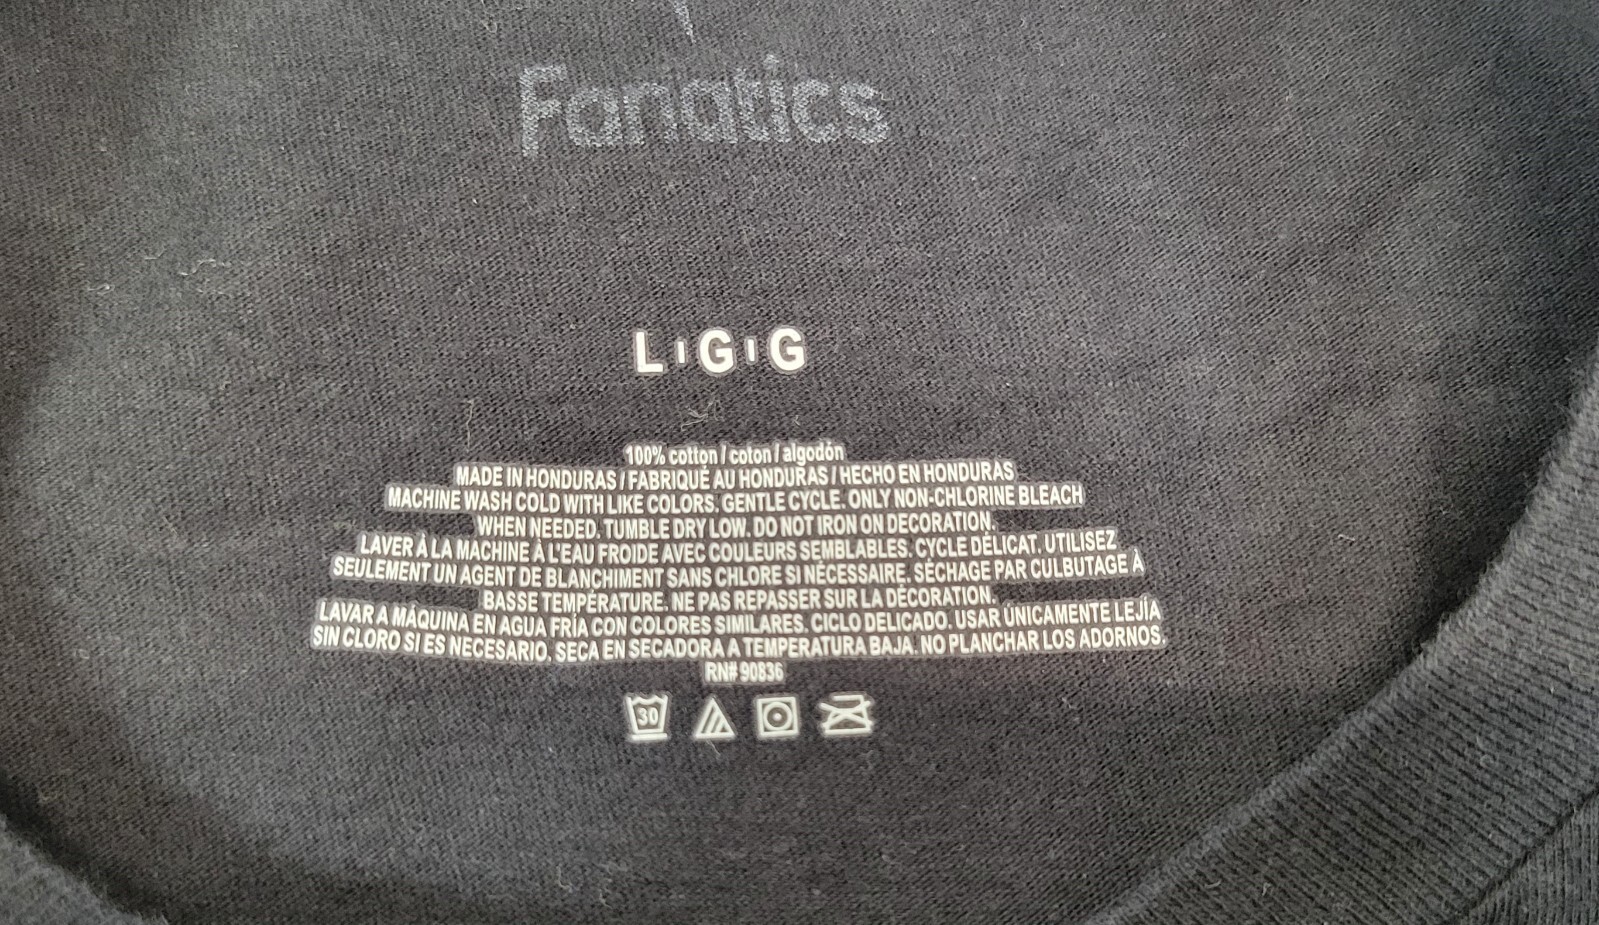 Fanatics
L G G
100% cotton / coton / algodón
MADE IN HONDURAS / FABRIQUÉ AU HONDURAS / HECHO EN HONDURAS
MACHINE WASH COLD WITH LIKE COLORS. GENTLE CYCLE. ONLY NON-CHLORINE BLEACH
WHEN NEEDED. TUMBLE DRY LOW. DO NOT IRON ON DECORATION.
LAVER À LA MACHINE À L'EAU FROIDE AVEC COULEURS SEMBLABLES. CYCLE DÉLICAT. UTILISEZ
SEULEMENT UN AGENT DE BLANCHIMENT SANS CHLORE SI NÉCESSAIRE. SÉCHAGE PAR CULBUTAGE À
BASSE TEMPÉRATURE. NE PAS REPASSER SUR LA DÉCORATION.
LAVAR A MÁQUINA EN AGUA FRÍA CON COLORES SIMILARES. CICLO DELICADO. USAR ÚNICAMENTE LEJÍA
SIN CLORO SI ES NECESARIO. SECA EN SECADORA A TEMPERATURA BAJA. NO PLANCHAR LOS ADORNOS.
RN# 90836
30